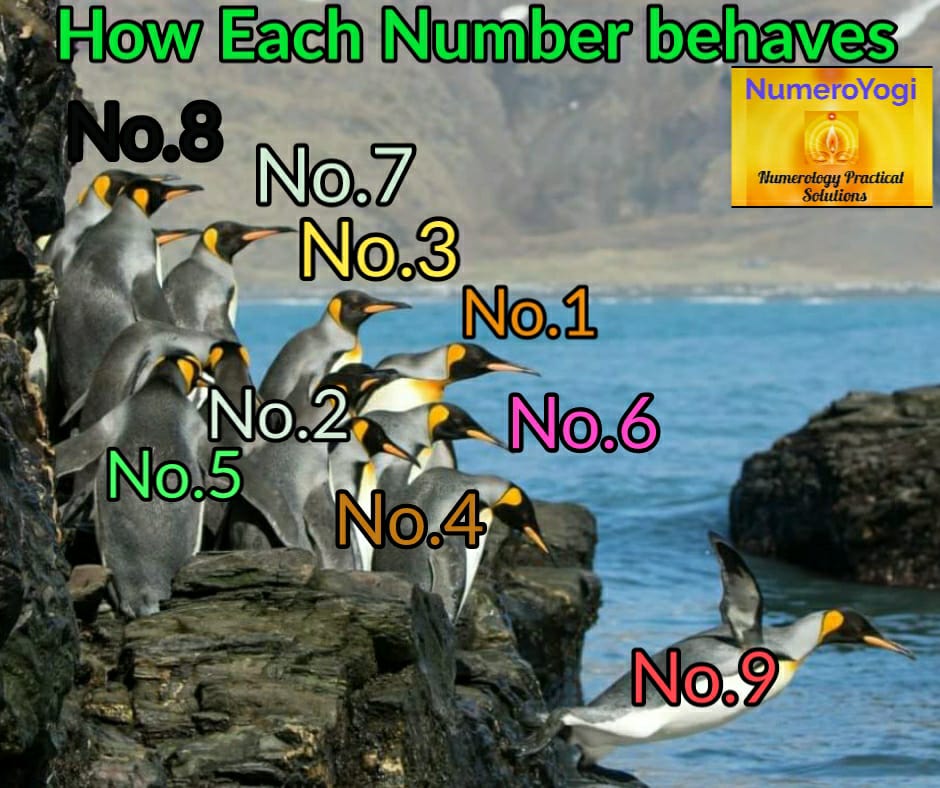 How Each Number behaves
NumeroYogi
Numerology Practical
Solutions
No.8
No.7
No.3
No.1
No.2
No.6
No.5
No.4
No.9